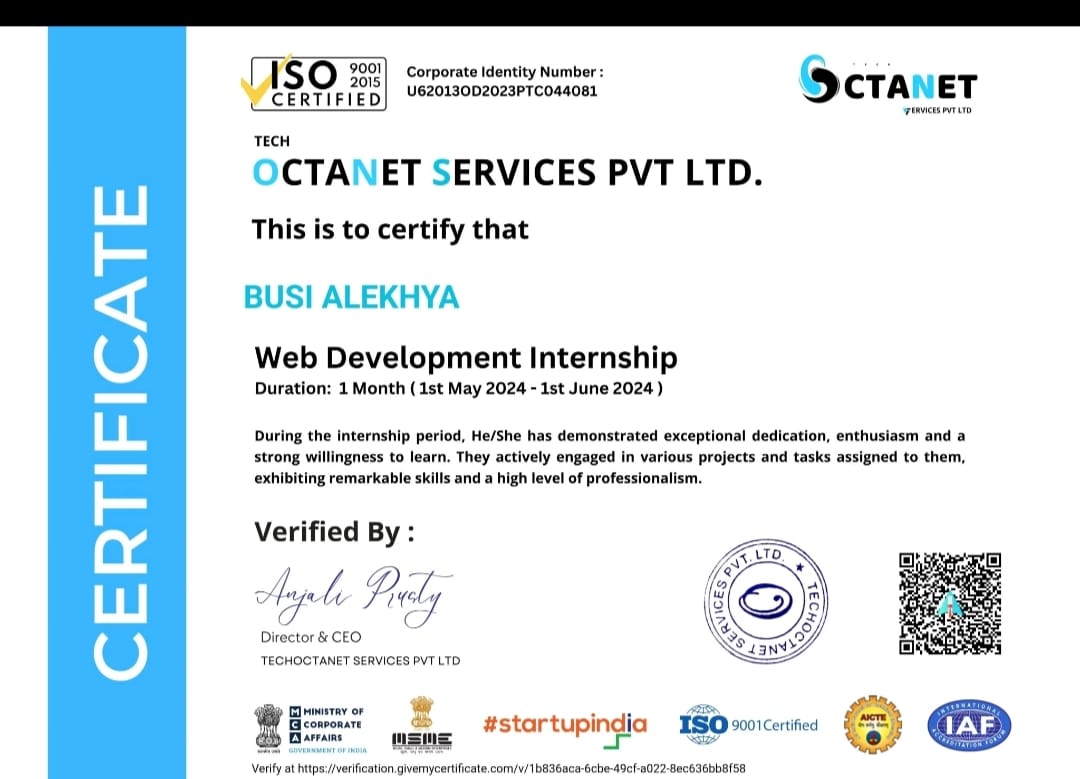 CERTIFICATE
ISO 9001
2015
CERTIFIED
Corporate Identity Number :
U62013OD2023PTC044081
OCTANET
SERVICES PVT LTD
TECH
OCTANET SERVICES PVT LTD.
This is to certify that
BUSI ALEKHYA
Web Development Internship
Duration: 1 Month ( 1st May 2024 - 1st June 2024 )
During the internship period, He/She has demonstrated exceptional dedication, enthusiasm and a
strong willingness to learn. They actively engaged in various projects and tasks assigned to them,
exhibiting remarkable skills and a high level of professionalism.
Verified By :
Anjali Prusty
Director & CEO
TECHOCTANET SERVICES PVT LTD
TECHOCTANET SERVICES PVT. LTD.
MINISTRY OF
CORPORATE
AFFAIRS
GOVERNMENT OF INDIA
MSME
#startupindia
ISO 9001Certified
AICTE
INTERNATIONAL
IAF
ACCREDITATION FORUM
Verify at https://verification.givemycertificate.com/v/1b836aca-6cbe-49cf-a022-8ec636bb8f58